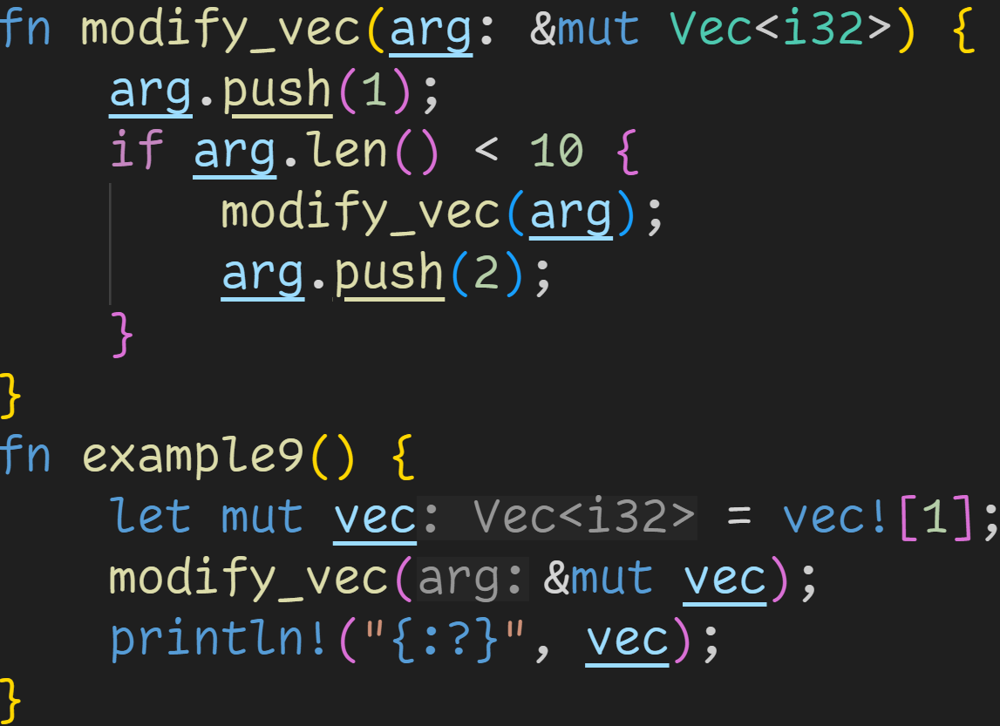 fn modify_vec(arg: &mut Vec<i32>) {
    arg.push(1);
    if arg.len() < 10 {
        modify_vec(arg);
        arg.push(2);
    }
}
fn example9() {
    let mut vec: Vec<i32> = vec![1];
    modify_vec(arg: &mut vec);
    println!("{:?}", vec);
}